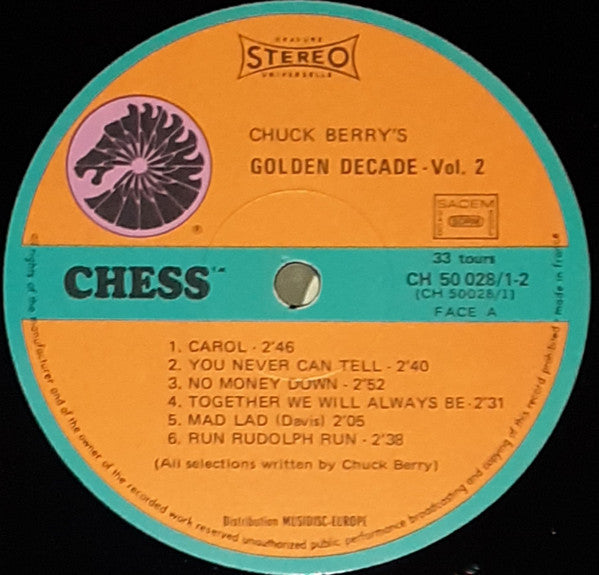 GRAVURE
STEREO
UNIVERSELLE
CHUCK BERRY'S
GOLDEN DECADE - Vol. 2
SACEM
®
CHESS™
33 tours
CH 50 028/1-2
(CH 50028/1)
FACE A
1. CAROL - 2'46
2. YOU NEVER CAN TELL - 2'40
3. NO MONEY DOWN - 2'52
4. TOGETHER WE WILL ALWAYS BE - 2'31
5. MAD LAD (Davis) 2'05
6. RUN RUDOLPH RUN - 2'38
(All selections written by Chuck Berry)
Distribution MUSIDISC-EUROPE
rights of the manufacturer and of the owner of the recorded work reserved unauthorized public performance broadcasting and copying of this record prohibited - made in france